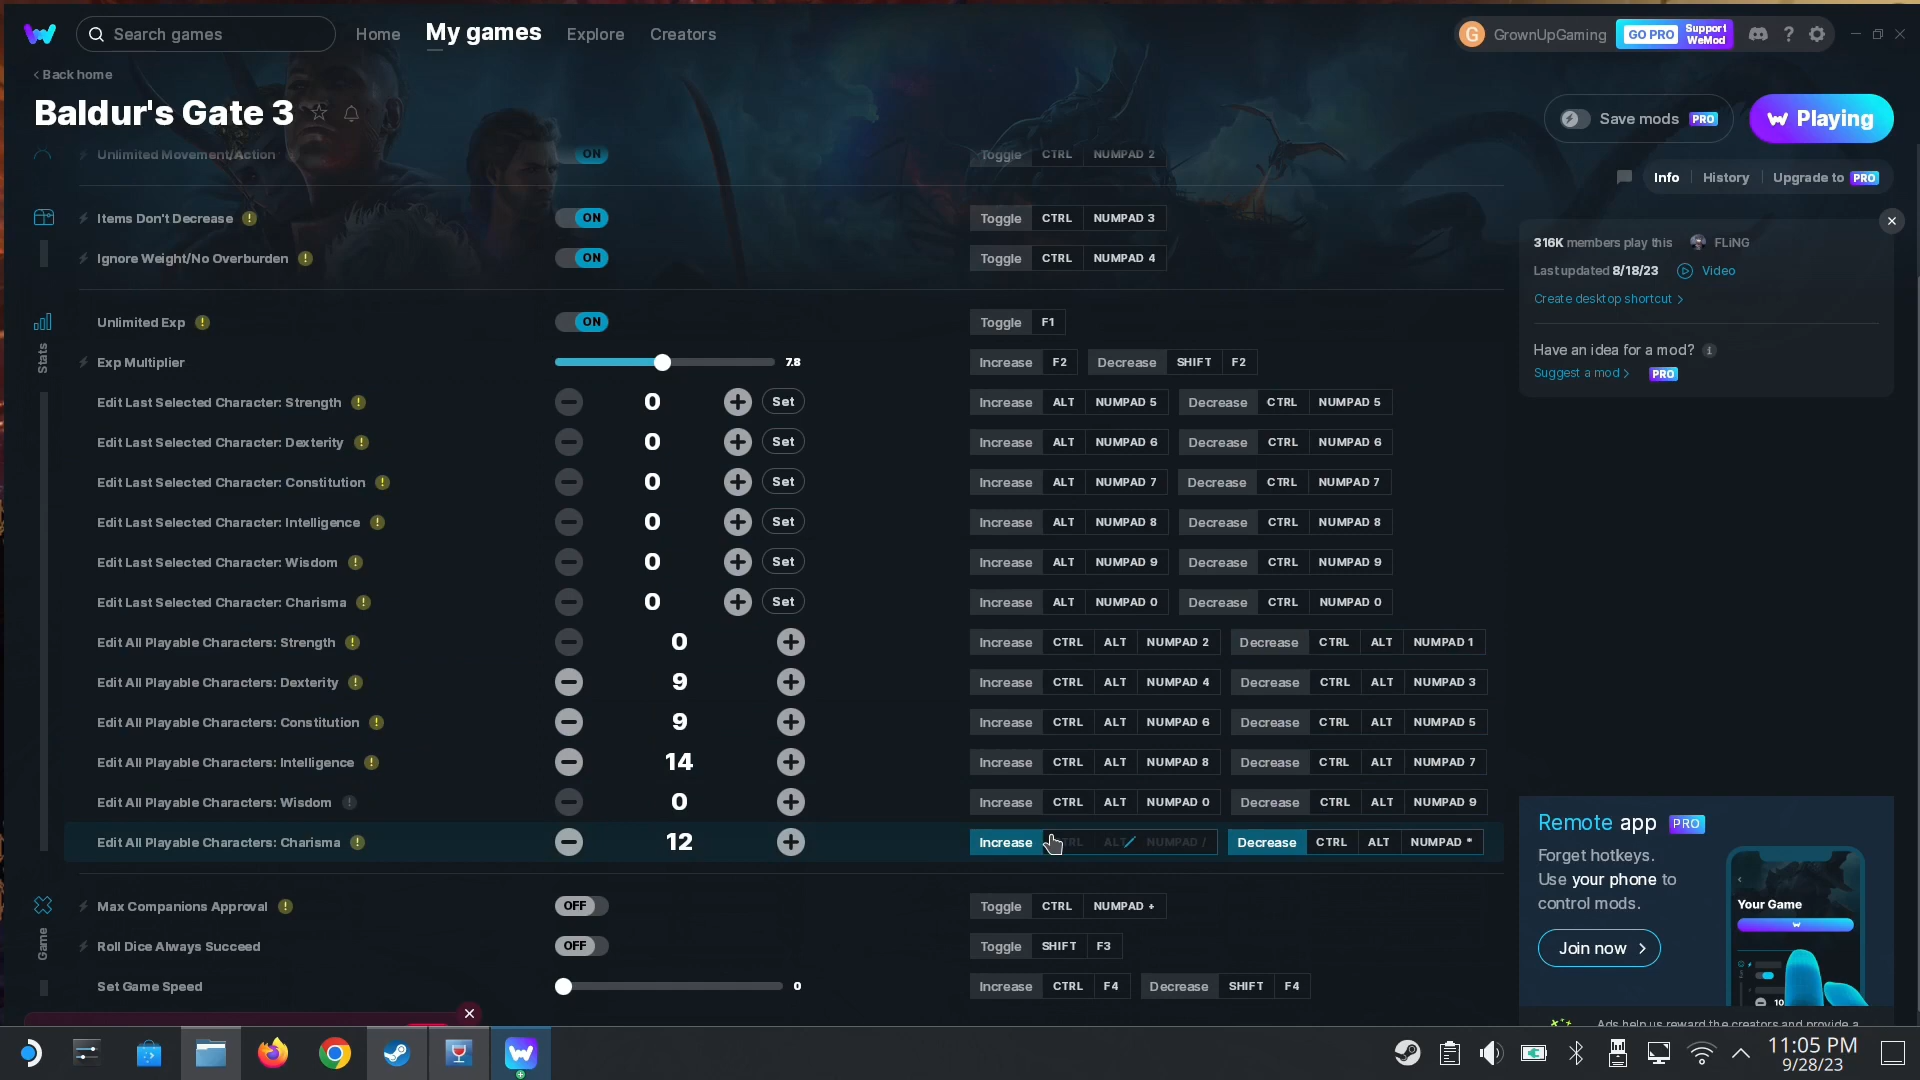 Search games
Home
My games
Explore
Creators
GrownUpGaming
GO PRO
Support
WeMod
Back home
Baldur's Gate 3
Save mods PRO
Playing
Unlimited Movement/Action ON Toggle CTRL NUMPAD 2
Info
History
Upgrade to PRO
Items Don't Decrease ON Toggle CTRL NUMPAD 3
Ignore Weight/No Overburden ON Toggle CTRL NUMPAD 4
316K members play this FLiNG
Last updated 8/18/23 Video
Create desktop shortcut
Have an idea for a mod?
Suggest a mod PRO
Stats
Unlimited Exp ON Toggle F1
Exp Multiplier 7.8 Increase F2 Decrease SHIFT F2
Edit Last Selected Character: Strength 0 Set Increase ALT NUMPAD 5 Decrease CTRL NUMPAD 5
Edit Last Selected Character: Dexterity 0 Set Increase ALT NUMPAD 6 Decrease CTRL NUMPAD 6
Edit Last Selected Character: Constitution 0 Set Increase ALT NUMPAD 7 Decrease CTRL NUMPAD 7
Edit Last Selected Character: Intelligence 0 Set Increase ALT NUMPAD 8 Decrease CTRL NUMPAD 8
Edit Last Selected Character: Wisdom 0 Set Increase ALT NUMPAD 9 Decrease CTRL NUMPAD 9
Edit Last Selected Character: Charisma 0 Set Increase ALT NUMPAD 0 Decrease CTRL NUMPAD 0
Edit All Playable Characters: Strength 0 Increase CTRL ALT NUMPAD 2 Decrease CTRL ALT NUMPAD 1
Edit All Playable Characters: Dexterity 9 Increase CTRL ALT NUMPAD 4 Decrease CTRL ALT NUMPAD 3
Edit All Playable Characters: Constitution 9 Increase CTRL ALT NUMPAD 6 Decrease CTRL ALT NUMPAD 5
Edit All Playable Characters: Intelligence 14 Increase CTRL ALT NUMPAD 8 Decrease CTRL ALT NUMPAD 7
Edit All Playable Characters: Wisdom 0 Increase CTRL ALT NUMPAD 0 Decrease CTRL ALT NUMPAD 9
Edit All Playable Characters: Charisma 12 Increase ALT NUMPAD / Decrease CTRL ALT NUMPAD *
Game
Max Companions Approval OFF Toggle CTRL NUMPAD +
Roll Dice Always Succeed OFF Toggle SHIFT F3
Set Game Speed 0 Increase CTRL F4 Decrease SHIFT F4
Remote app PRO
Forget hotkeys.
Use your phone to
control mods.
Join now
Your Game
Ads help us reward the creators and provide a
11:05 PM
9/28/23